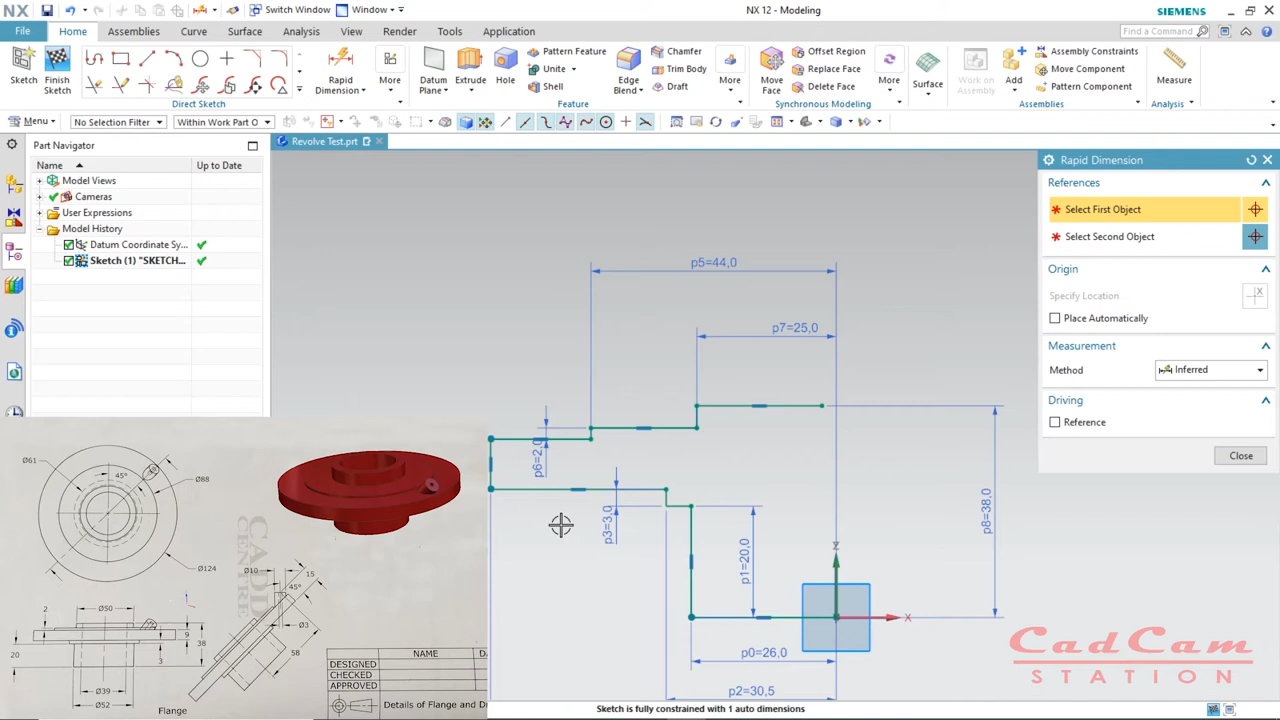 NX
Switch Window
Window
NX 12 - Modeling
SIEMENS
File
Home
Assemblies
Curve
Surface
Analysis
View
Render
Tools
Application
Find a Command
Sketch
Finish Sketch
Rapid Dimension
More
Direct Sketch
Datum Plane
Extrude
Hole
Pattern Feature
Unite
Shell
Edge Blend
Chamfer
Trim Body
Draft
More
Feature
Move Face
Offset Region
Replace Face
Delete Face
More
Synchronous Modeling
Surface
Work on Assembly
Add
Assembly Constraints
Move Component
Pattern Component
Assemblies
Measure
Analysis
Menu
No Selection Filter
Within Work Part O
Part Navigator
Name
Up to Date
Model Views
Cameras
User Expressions
Model History
Datum Coordinate Sy...
Sketch (1) "SKETCH...
Revolve Test.prt
p5=44,0
p7=25,0
p6=2,0
p3=3,0
p1=20,0
p8=38,0
p0=26,0
p2=30,5
Z
X
Rapid Dimension
References
Select First Object
Select Second Object
Origin
Specify Location
Place Automatically
Measurement
Method
Inferred
Driving
Reference
Close
Ø61
45°
Ø88
Ø124
CADD
CENTRE
2
Ø50
20
9
38
3
Ø39
Ø52
Ø10
15
45°
Ø3
58
Flange
NAME
DESIGNED
CHECKED
APPROVED
Details of Flange and Dr
CadCam
STATION
Sketch is fully constrained with 1 auto dimensions